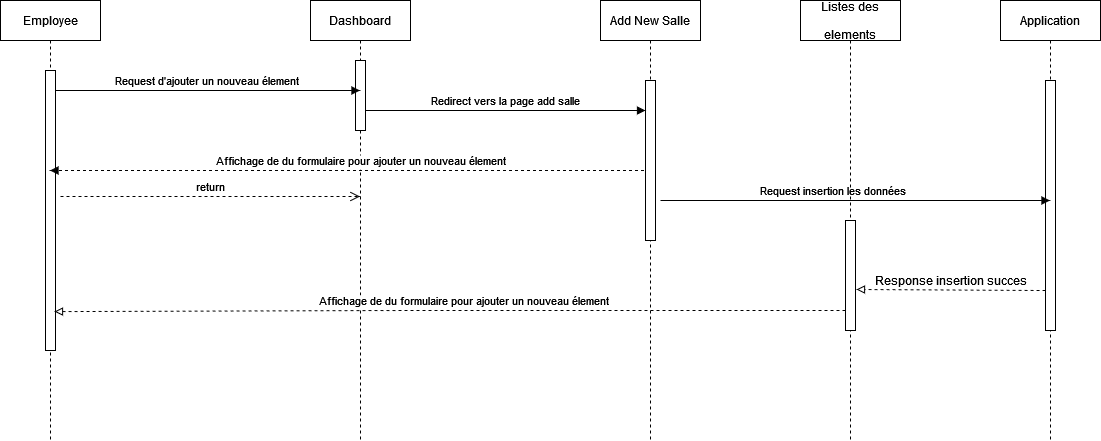 Employee
Dashboard
Add New Salle
Listes des
elements
Application
Request d'ajouter un nouveau élement
Redirect vers la page add salle
Affichage de du formulaire pour ajouter un nouveau élement
return
Request insertion les données
Response insertion succes
Affichage de du formulaire pour ajouter un nouveau élement